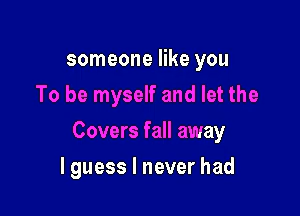 someone like you
To be myself and let the
Covers fall away
I guess I never had